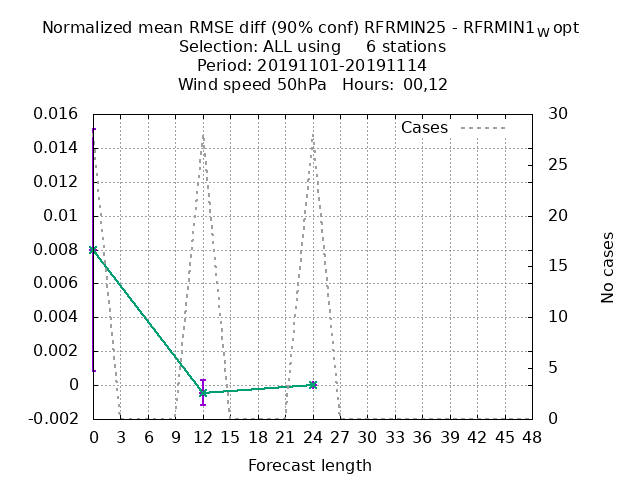 Normalized mean RMSE diff (90% conf) RFRMIN25 - RFRMIN1_W opt
Selection: ALL using     6 stations
Period: 20191101-20191114
Wind speed 50hPa   Hours:  00,12
Cases
0.016
0.014
0.012
0.01
0.008
0.006
0.004
0.002
0
-0.002
30
25
20
15
10
5
0
No cases
0 3 6 9 12 15 18 21 24 27 30 33 36 39 42 45 48
Forecast length